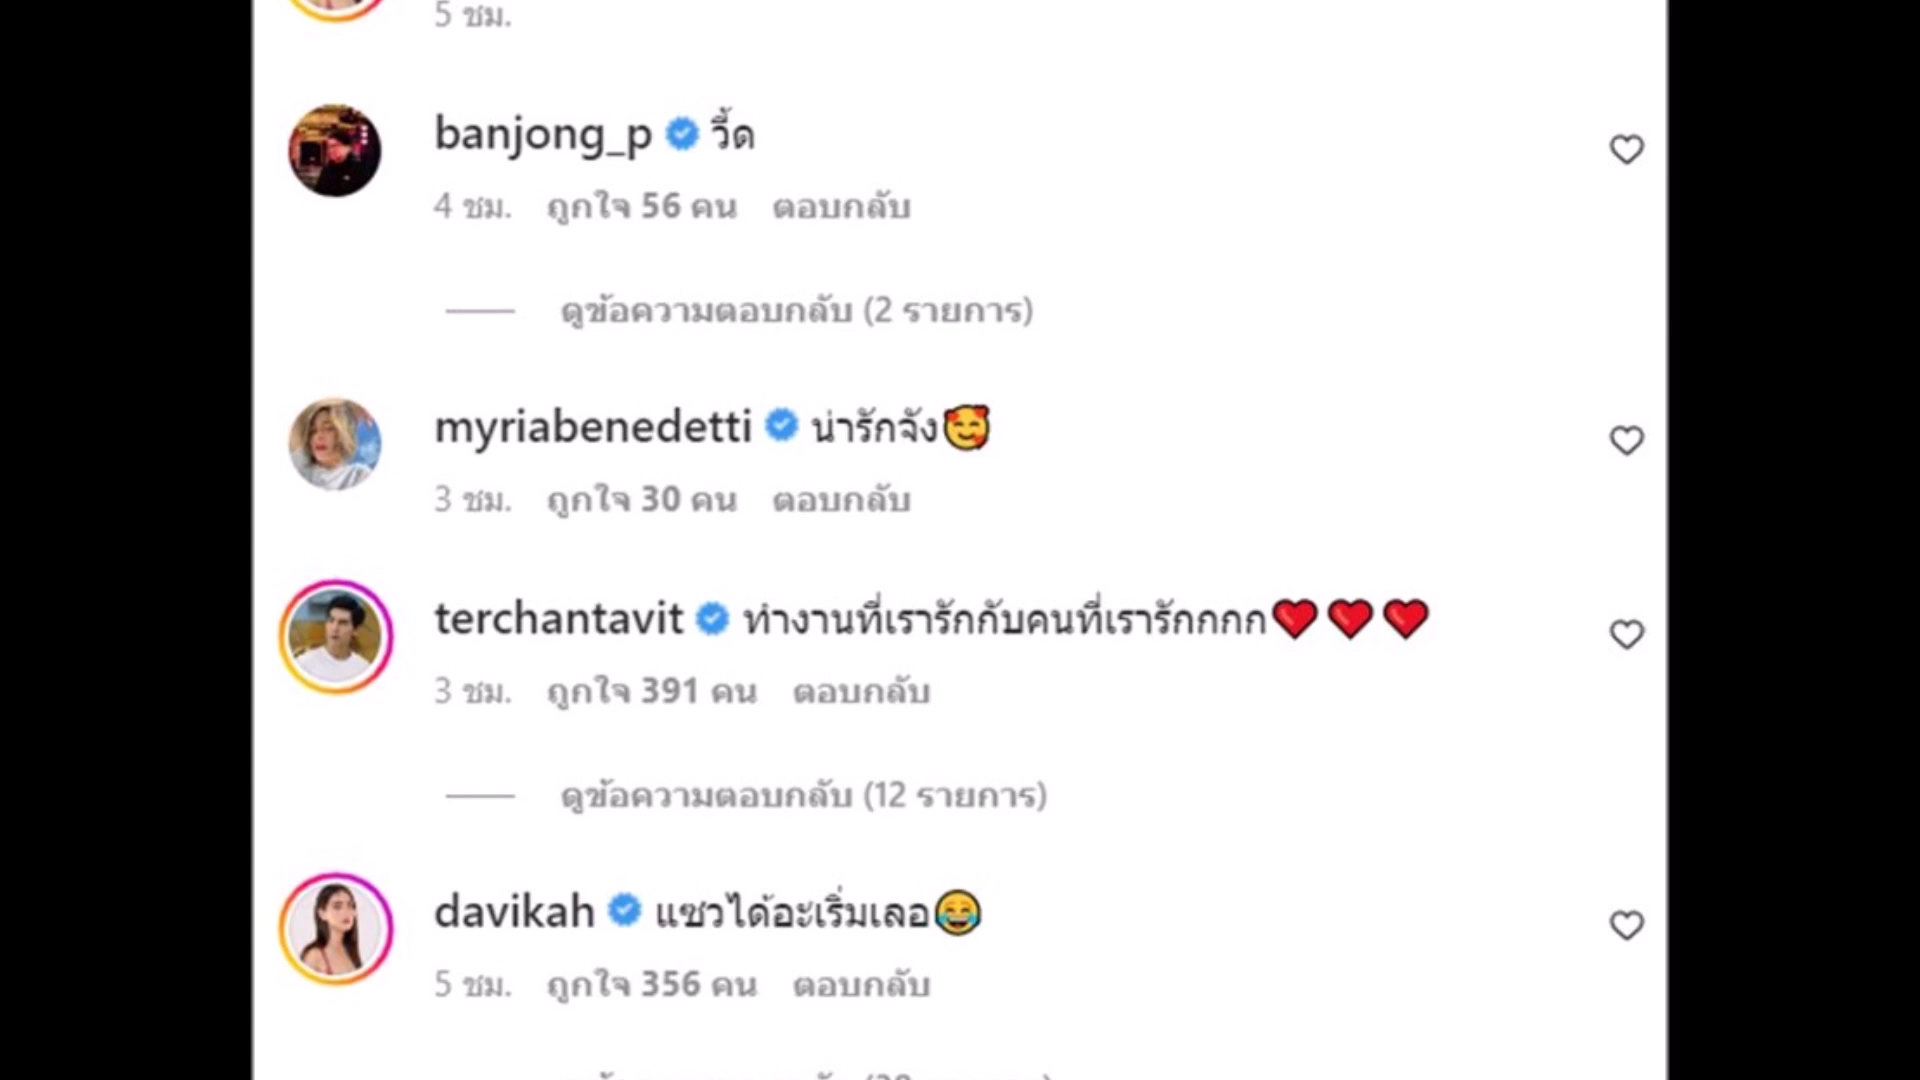 5 ชม.
banjong_p วี้ด
4 ชม. ถูกใจ 56 คน ตอบกลับ
ดูข้อความตอบกลับ (2 รายการ)
myriabenedetti น่ารักจัง🥰
3 ชม. ถูกใจ 30 คน ตอบกลับ
terchantavit ทำงานที่เรารักกับคนที่เรารักกกก❤️❤️❤️
3 ชม. ถูกใจ 391 คน ตอบกลับ
ดูข้อความตอบกลับ (12 รายการ)
davikah แซวได้อะเริ่มเลอ😂
5 ชม. ถูกใจ 356 คน ตอบกลับ